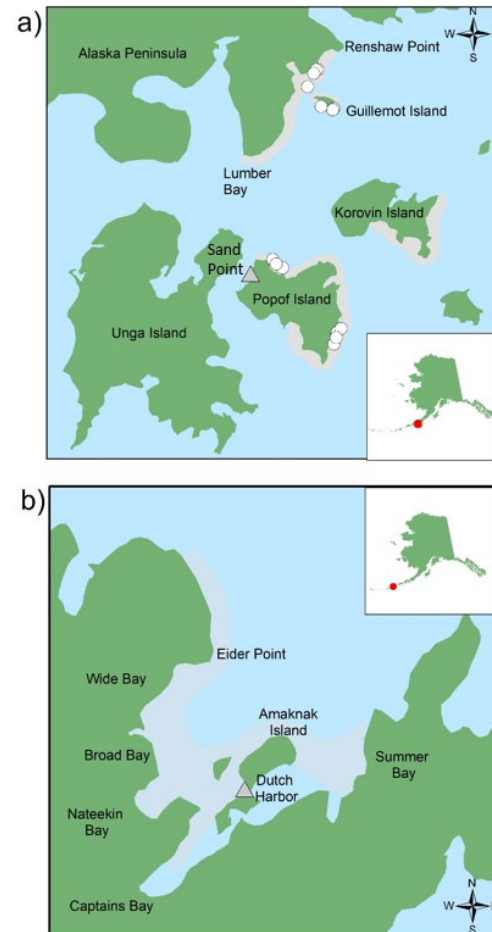 a)
N
W
S
Alaska Peninsula
Renshaw Point
Guillemot Island
Lumber
Bay
Korovin Island
Sand
Point
Popof Island
Unga Island
b)
Eider Point
Wide Bay
Amaknak
Island
Broad Bay
Summer
Bay
Dutch
Harbor
Nateekin
Bay
Captains Bay
N
W
S